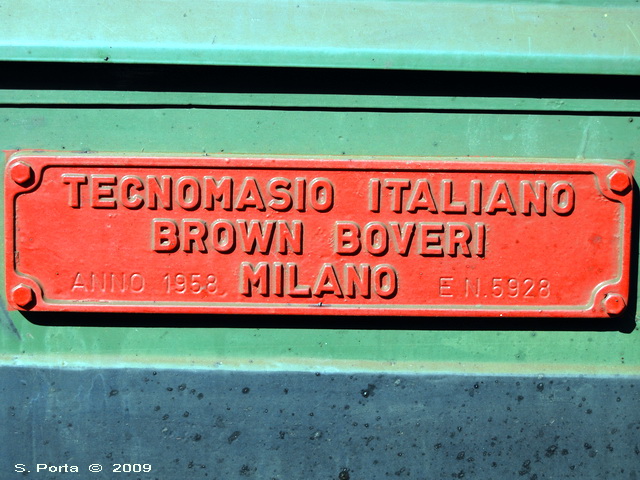 TECNOMASIO ITALIANO
BROWN BOVERI
ANNO 1958 MILANO E N.5928
S. Porta © 2009